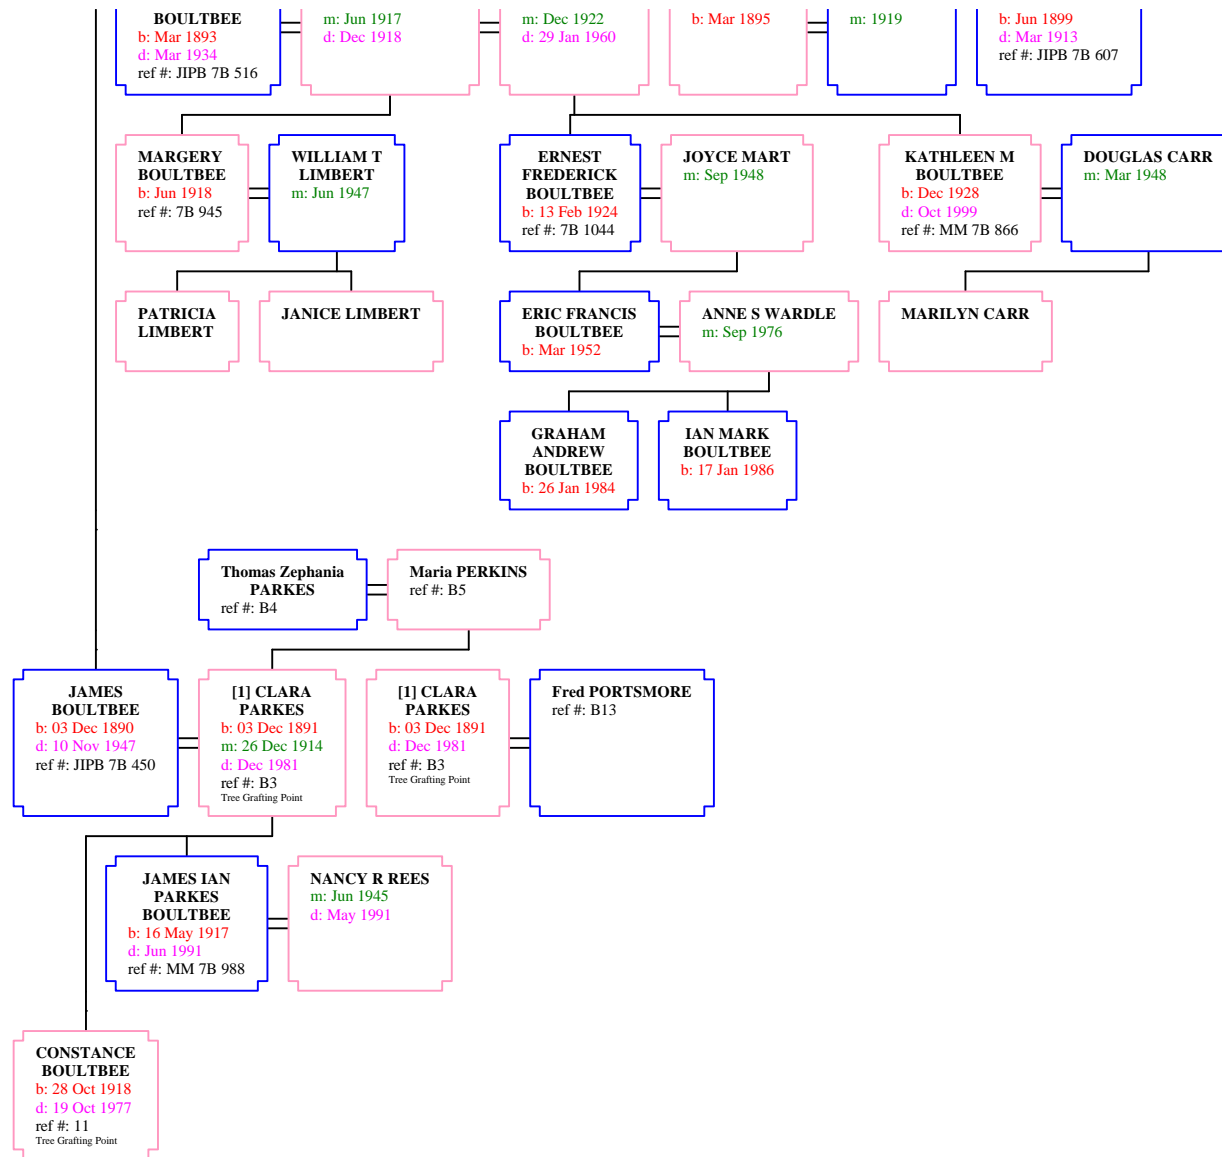 BOULTBEE
b: Mar 1893
d: Mar 1934
ref #: JIPB 7B 516
m: Jun 1917
d: Dec 1918
m: Dec 1922
d: 29 Jan 1960
b: Mar 1895
m: 1919
b: Jun 1899
d: Mar 1913
ref #: JIPB 7B 607
MARGERY
BOULTBEE
b: Jun 1918
ref #: 7B 945
WILLIAM T
LIMBERT
m: Jun 1947
ERNEST
FREDERICK
BOULTBEE
b: 13 Feb 1924
ref #: 7B 1044
JOYCE MART
m: Sep 1948
KATHLEEN M
BOULTBEE
b: Dec 1928
d: Oct 1999
ref #: MM 7B 866
DOUGLAS CARR
m: Mar 1948
PATRICIA
LIMBERT
JANICE LIMBERT
ERIC FRANCIS
BOULTBEE
b: Mar 1952
ANNE S WARDLE
m: Sep 1976
MARILYN CARR
GRAHAM
ANDREW
BOULTBEE
b: 26 Jan 1984
IAN MARK
BOULTBEE
b: 17 Jan 1986
Thomas Zephania
PARKES
ref #: B4
Maria PERKINS
ref #: B5
JAMES
BOULTBEE
b: 03 Dec 1890
d: 10 Nov 1947
ref #: JIPB 7B 450
[1] CLARA
PARKES
b: 03 Dec 1891
m: 26 Dec 1914
d: Dec 1981
ref #: B3
Tree Grafting Point
[1] CLARA
PARKES
b: 03 Dec 1891
d: Dec 1981
ref #: B3
Tree Grafting Point
Fred PORTSMORE
ref #: B13
JAMES IAN
PARKES
BOULTBEE
b: 16 May 1917
d: Jun 1991
ref #: MM 7B 988
NANCY R REES
m: Jun 1945
d: May 1991
CONSTANCE
BOULTBEE
b: 28 Oct 1918
d: 19 Oct 1977
ref #: 11
Tree Grafting Point